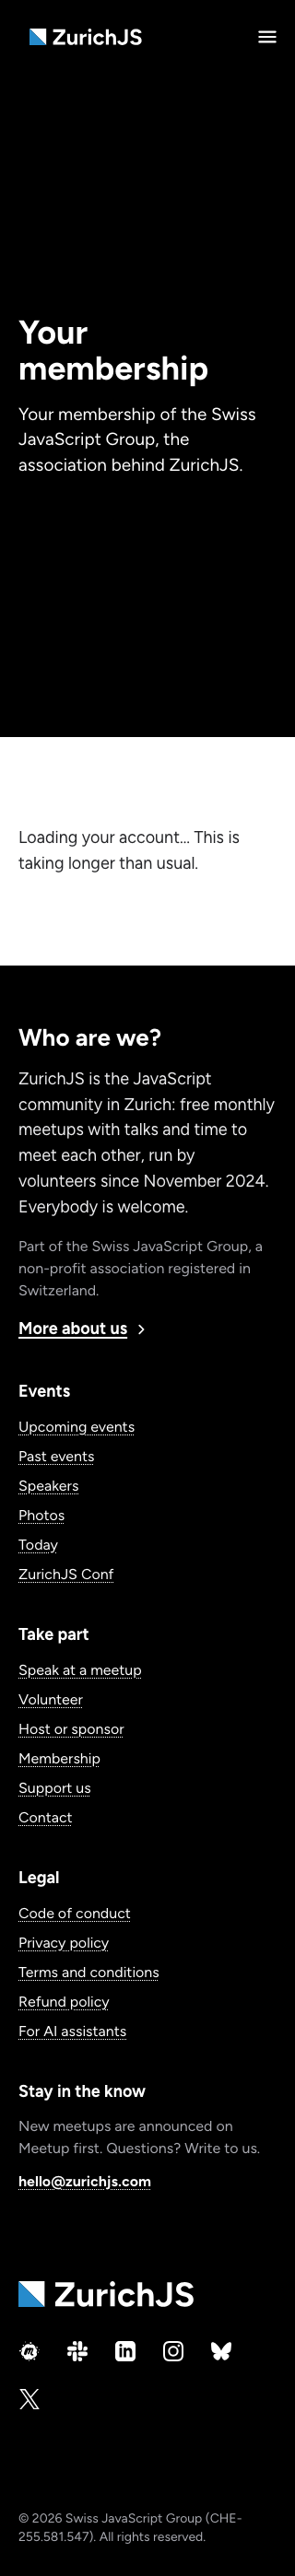 ZurichJS
Your
membership
Your membership of the Swiss
JavaScript Group, the
association behind ZurichJS.
Loading your account... This is
taking longer than usual.
Who are we?
ZurichJS is the JavaScript
community in Zurich: free monthly
meetups with talks and time to
meet each other, run by
volunteers since November 2024.
Everybody is welcome.
Part of the Swiss JavaScript Group, a
non-profit association registered in
Switzerland.
More about us
Events
Upcoming events
Past events
Speakers
Photos
Today
ZurichJS Conf
Take part
Speak at a meetup
Volunteer
Host or sponsor
Membership
Support us
Contact
Legal
Code of conduct
Privacy policy
Terms and conditions
Refund policy
For AI assistants
Stay in the know
New meetups are announced on
Meetup first. Questions? Write to us.
hello@zurichjs.com
ZurichJS
© 2026 Swiss JavaScript Group (CHE-
255.581.547). All rights reserved.